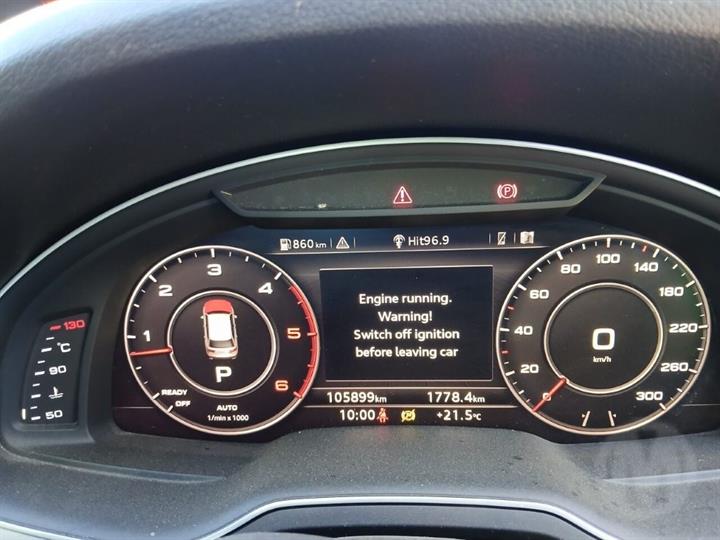 860 km
Hit96.9
Engine running.
Warning!
Switch off ignition
before leaving car
1
2
3
4
5
6
READY
OFF
P
AUTO
1/min x 1000
130
°C
90
50
0
20
40
60
80
100
140
180
220
260
300
0
km/h
105899km
1778.4km
10:00
+21.5°C
(P)